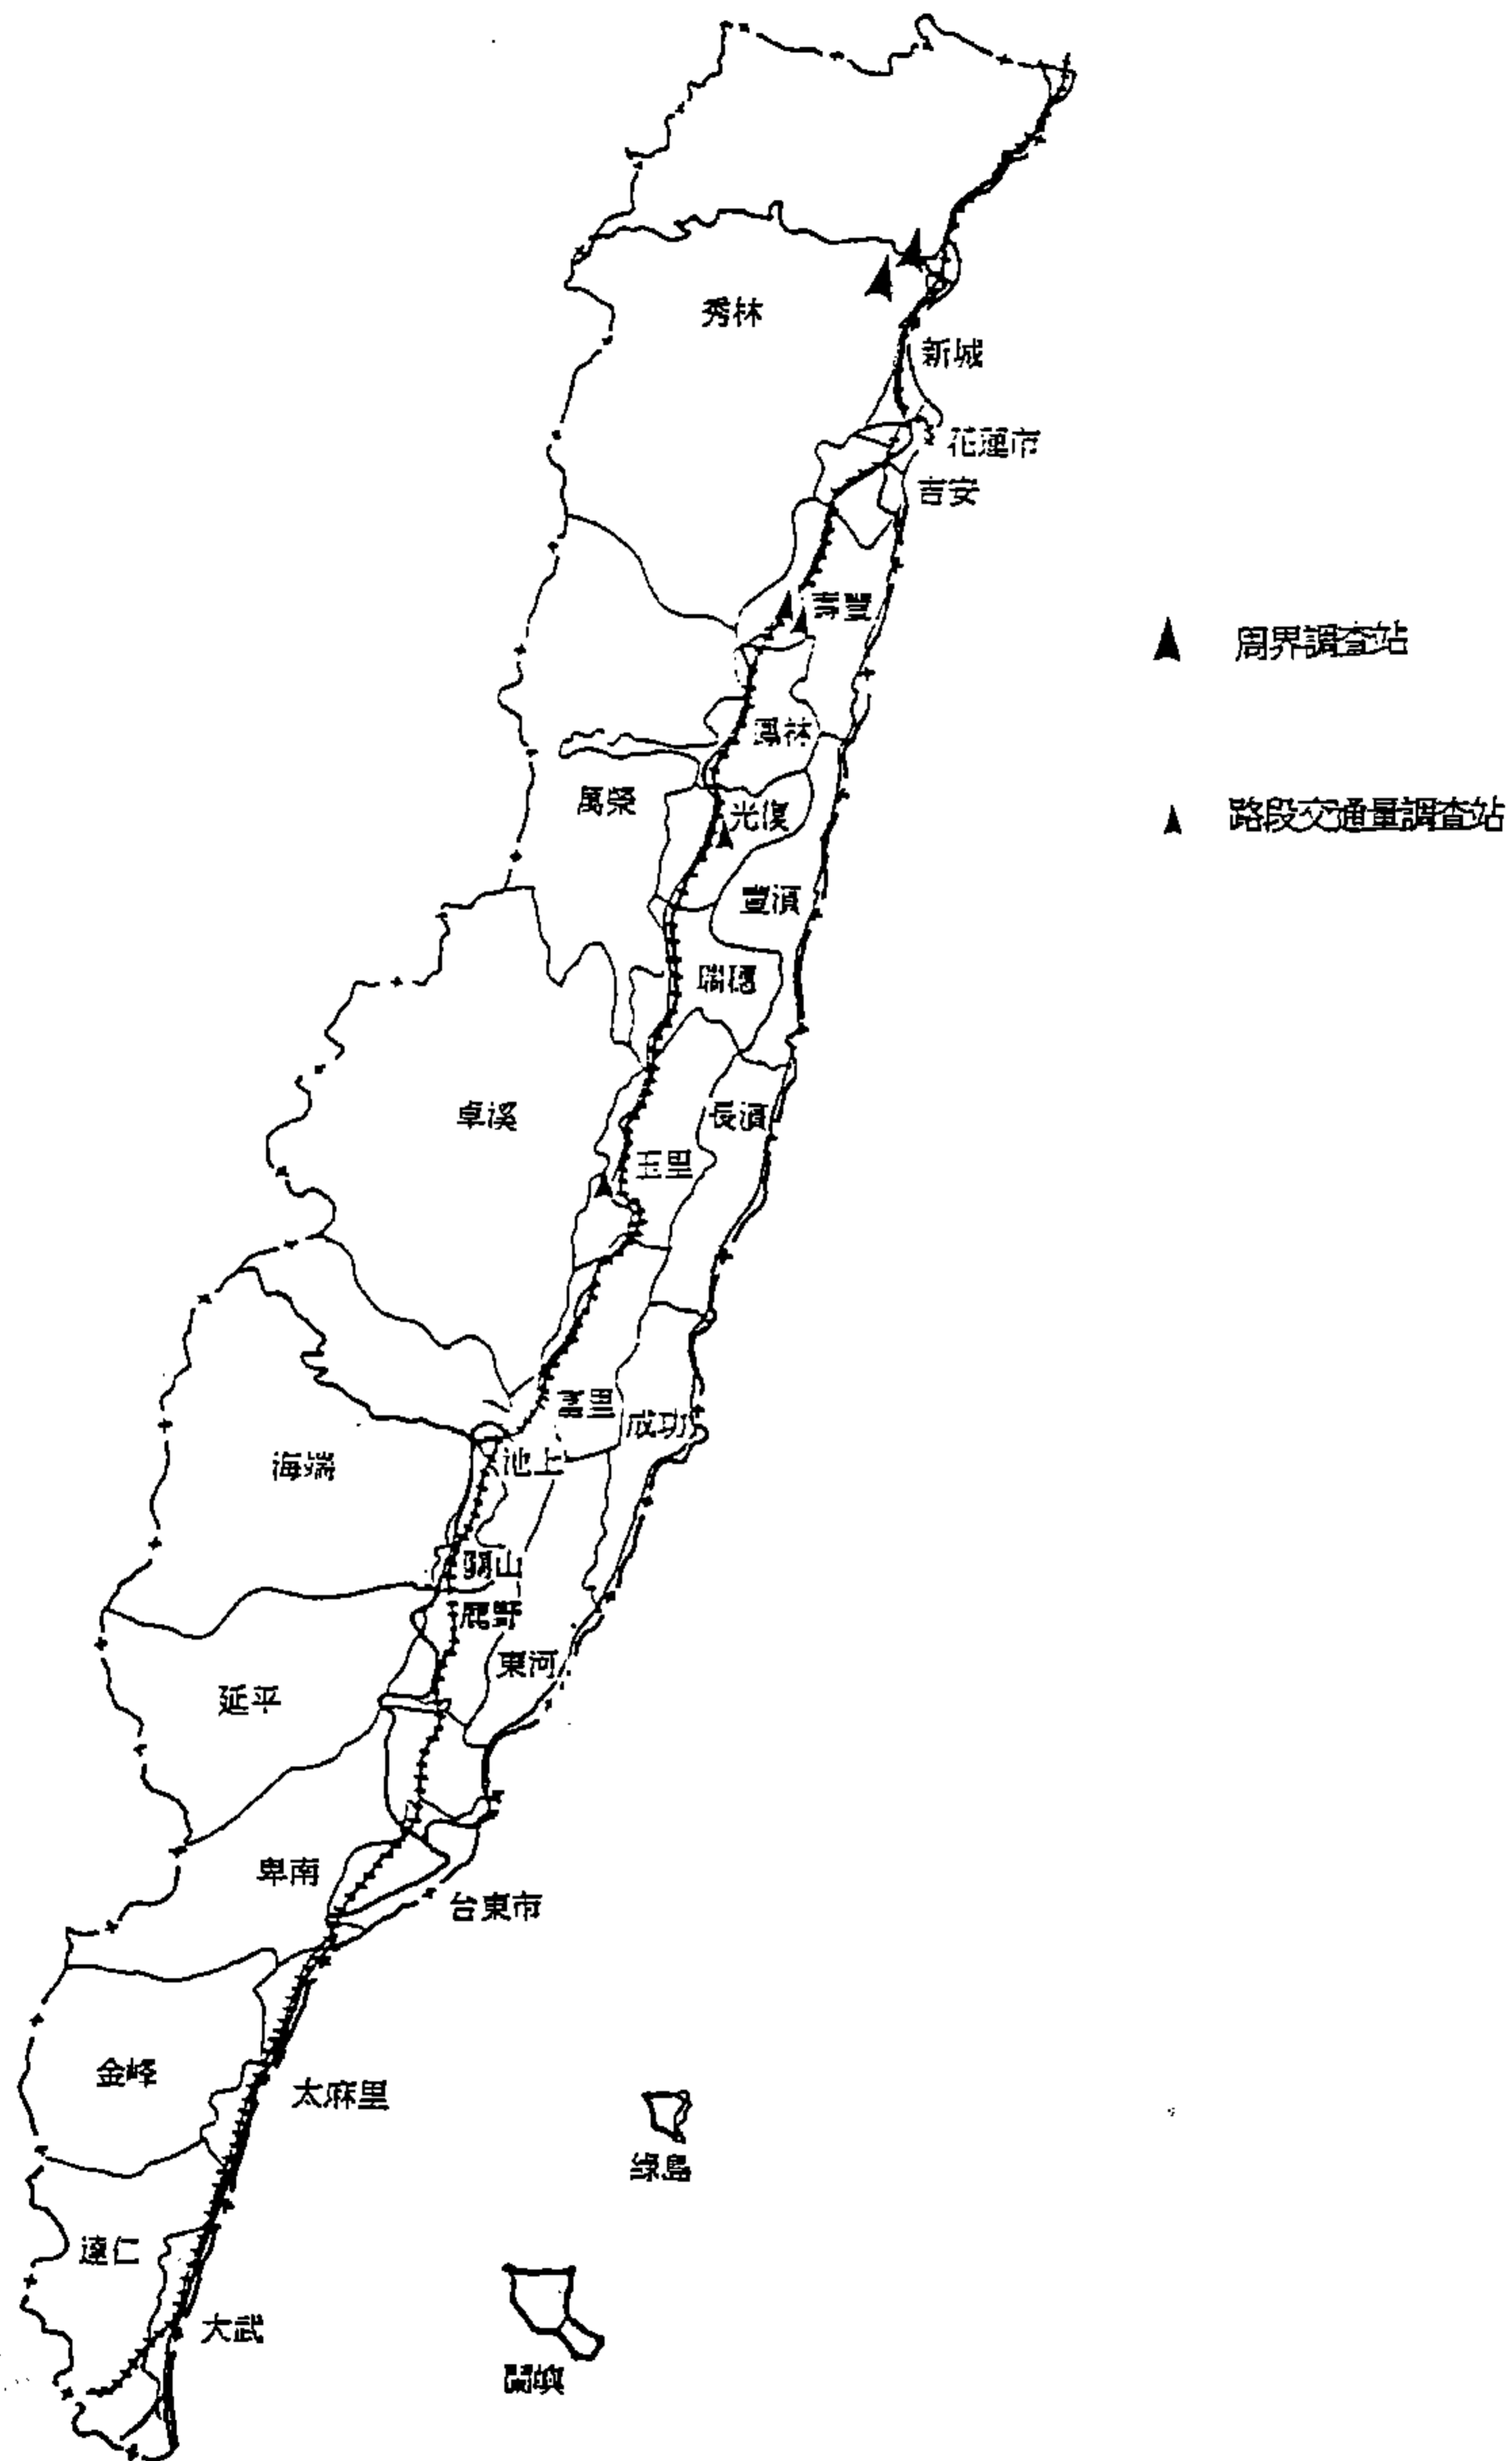 秀林
新城
花蓮市
吉安
壽豐
周界調查站
鳳林
萬榮
光復
路段交通量調查站
豐濱
瑞穗
卓溪
長濱
玉里
富里
成功
海端
池上
關山
鹿野
東河
延平
卑南
台東市
金峰
太麻里
綠島
達仁
大武
蘭嶼